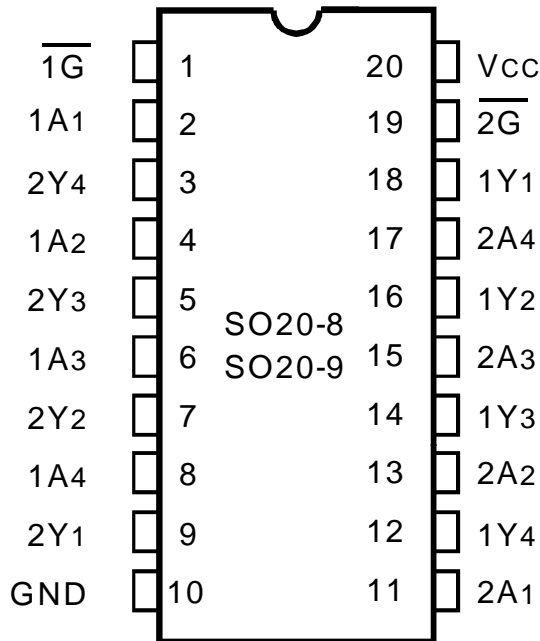 1G 1 20 VCC
1A1 2 19 2G
2Y4 3 18 1Y1
1A2 4 17 2A4
2Y3 5 16 1Y2
SO20-8
1A3 6 SO20-9 15 2A3
2Y2 7 14 1Y3
1A4 8 13 2A2
2Y1 9 12 1Y4
GND 10 11 2A1